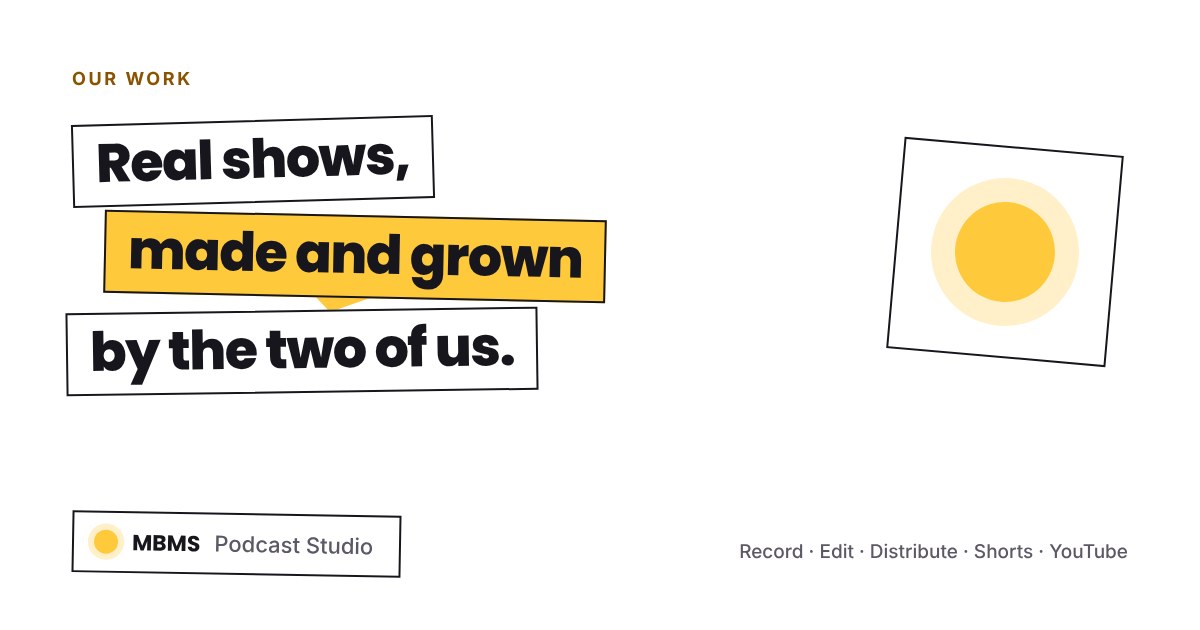 OUR WORK
Real shows,
made and grown
by the two of us.
MBMS Podcast Studio
Record · Edit · Distribute · Shorts · YouTube